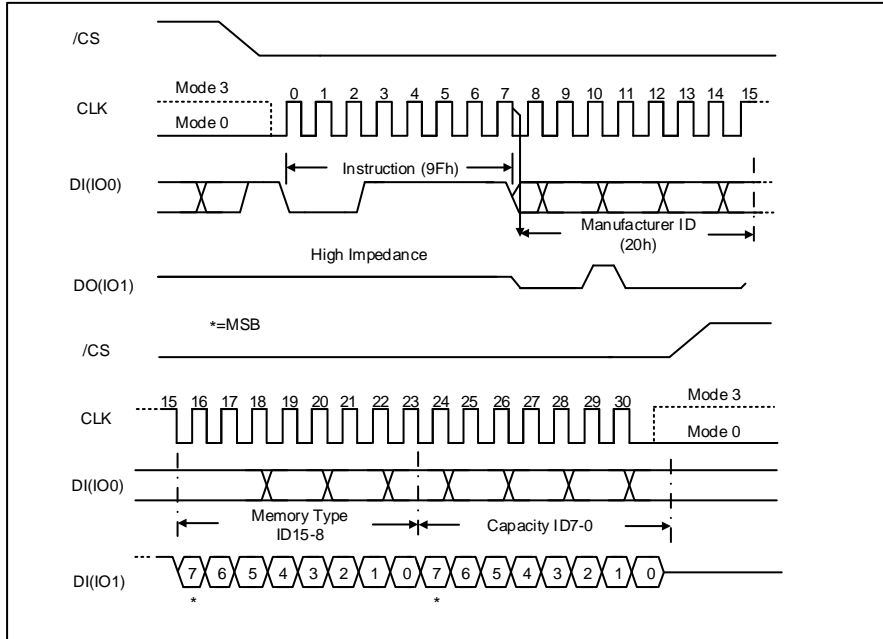 /CS
Mode 3
CLK
Mode 0
0 1 2 3 4 5 6 7 8 9 10 11 12 13 14 15
Instruction (9Fh)
DI(IO0)
Manufacturer ID
(20h)
High Impedance
DO(IO1)
*=MSB
/CS
15 16 17 18 19 20 21 22 23 24 25 26 27 28 29 30
Mode 3
CLK
Mode 0
DI(IO0)
Memory Type
ID15-8
Capacity ID7-0
DI(IO1)
7 6 5 4 3 2 1 0 7 6 5 4 3 2 1 0
* *